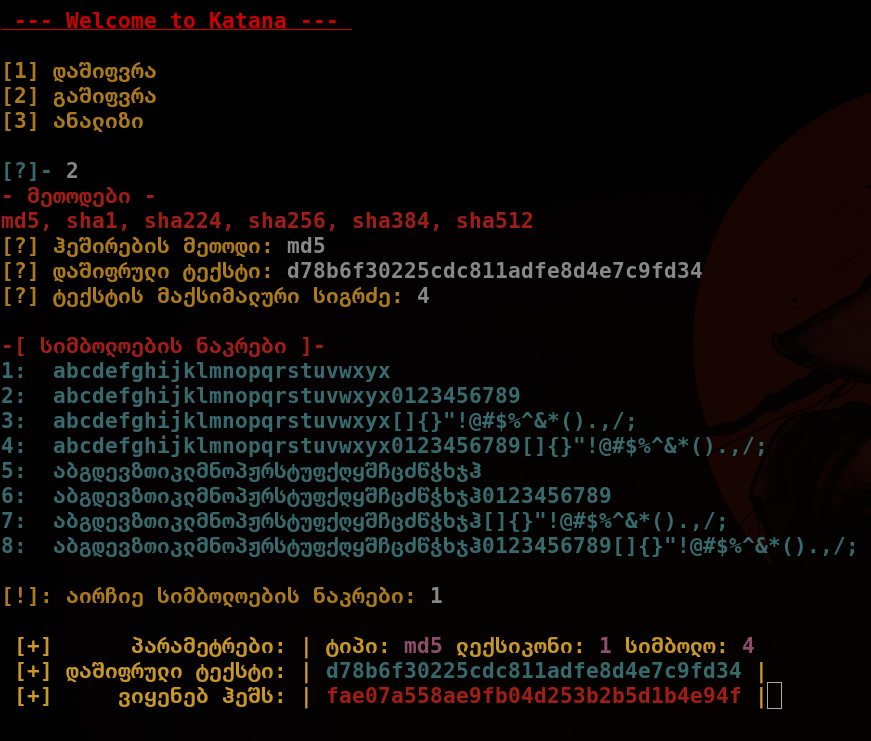 --- Welcome to Katana ---
[1] დაშიფვრა
[2] გაშიფვრა
[3] ანალიზი
[?]- 2
- მეთოდები -
md5, sha1, sha224, sha256, sha384, sha512
[?] ჰეშირების მეთოდი: md5
[?] დაშიფრული ტექსტი: d78b6f30225cdc811adfe8d4e7c9fd34
[?] ტექსტის მაქსიმალური სიგრძე: 4
-[ სიმბოლოების ნაკრები ]-
1: abcdefghijklmnopqrstuvwxyx
2: abcdefghijklmnopqrstuvwxyx0123456789
3: abcdefghijklmnopqrstuvwxyx[]{}"!@#$%^&*().,/;
4: abcdefghijklmnopqrstuvwxyx0123456789[]{}"!@#$%^&*().,/;
5: აბგდევზთიკლმნოპჟრსტუფქღყშჩცძწჭხჯჰ
6: აბგდევზთიკლმნოპჟრსტუფქღყშჩცძწჭხჯჰ0123456789
7: აბგდევზთიკლმნოპჟრსტუფქღყშჩცძწჭხჯჰ[]{}"!@#$%^&*().,/;
8: აბგდევზთიკლმნოპჟრსტუფქღყშჩცძწჭხჯჰ0123456789[]{}"!@#$%^&*().,/;
[!]: აირჩიე სიმბოლოების ნაკრები: 1
[+] პარამეტრები: | ტიპი: md5 ლექსიკონი: 1 სიმბოლო: 4
[+] დაშიფრული ტექსტი: | d78b6f30225cdc811adfe8d4e7c9fd34 |
[+] ვიყენებ ჰეშს: | fae07a558ae9fb04d253b2b5d1b4e94f |